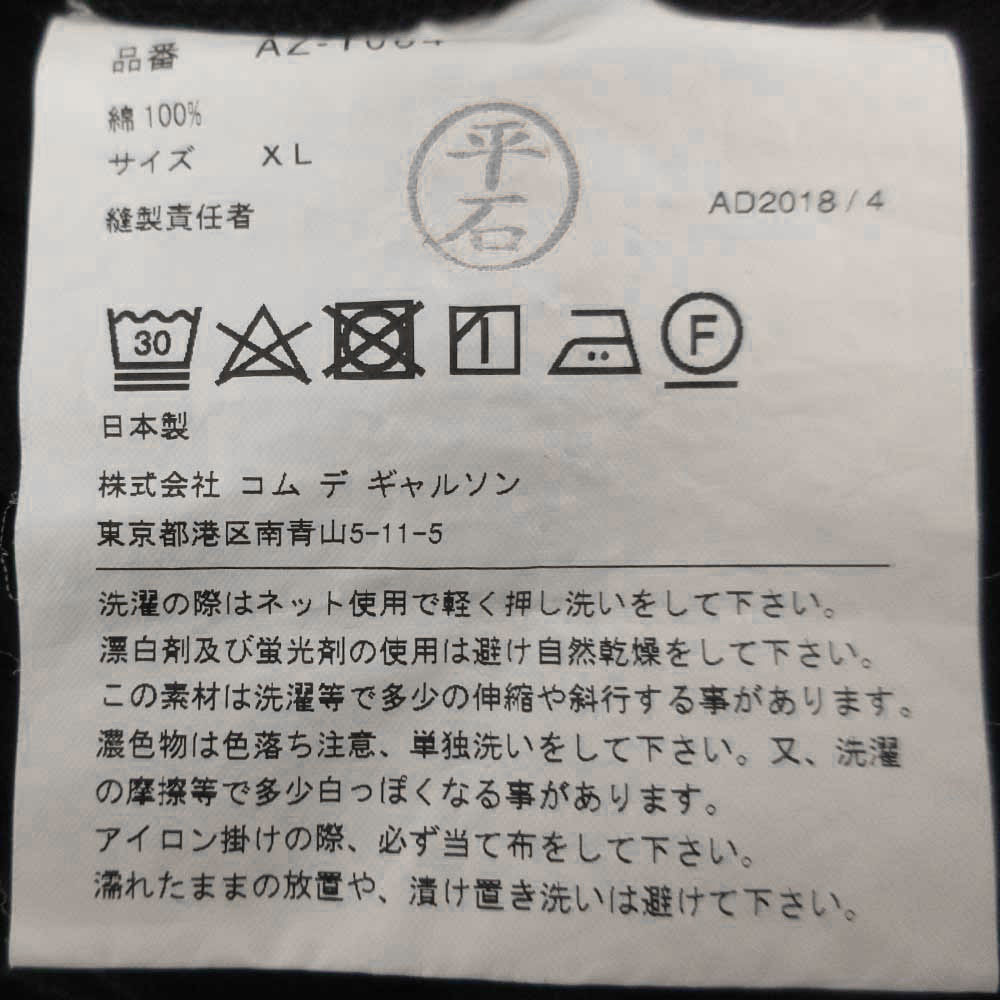 品番
綿100%
サイズ XL
平石
縫製責任者
AD2018/4
30
F
日本製
株式会社 コム デ ギャルソン
東京都港区南青山5-11-5
洗濯の際はネット使用で軽く押し洗いをして下さい。
漂白剤及び蛍光剤の使用は避け自然乾燥をして下さい。
この素材は洗濯等で多少の伸縮や斜行する事があります。
濃色物は色落ち注意、単独洗いをして下さい。又、洗濯
の摩擦等で多少白っぽくなる事があります。
アイロン掛けの際、必ず当て布をして下さい。
濡れたままの放置や、漬け置き洗いは避けて下さい。